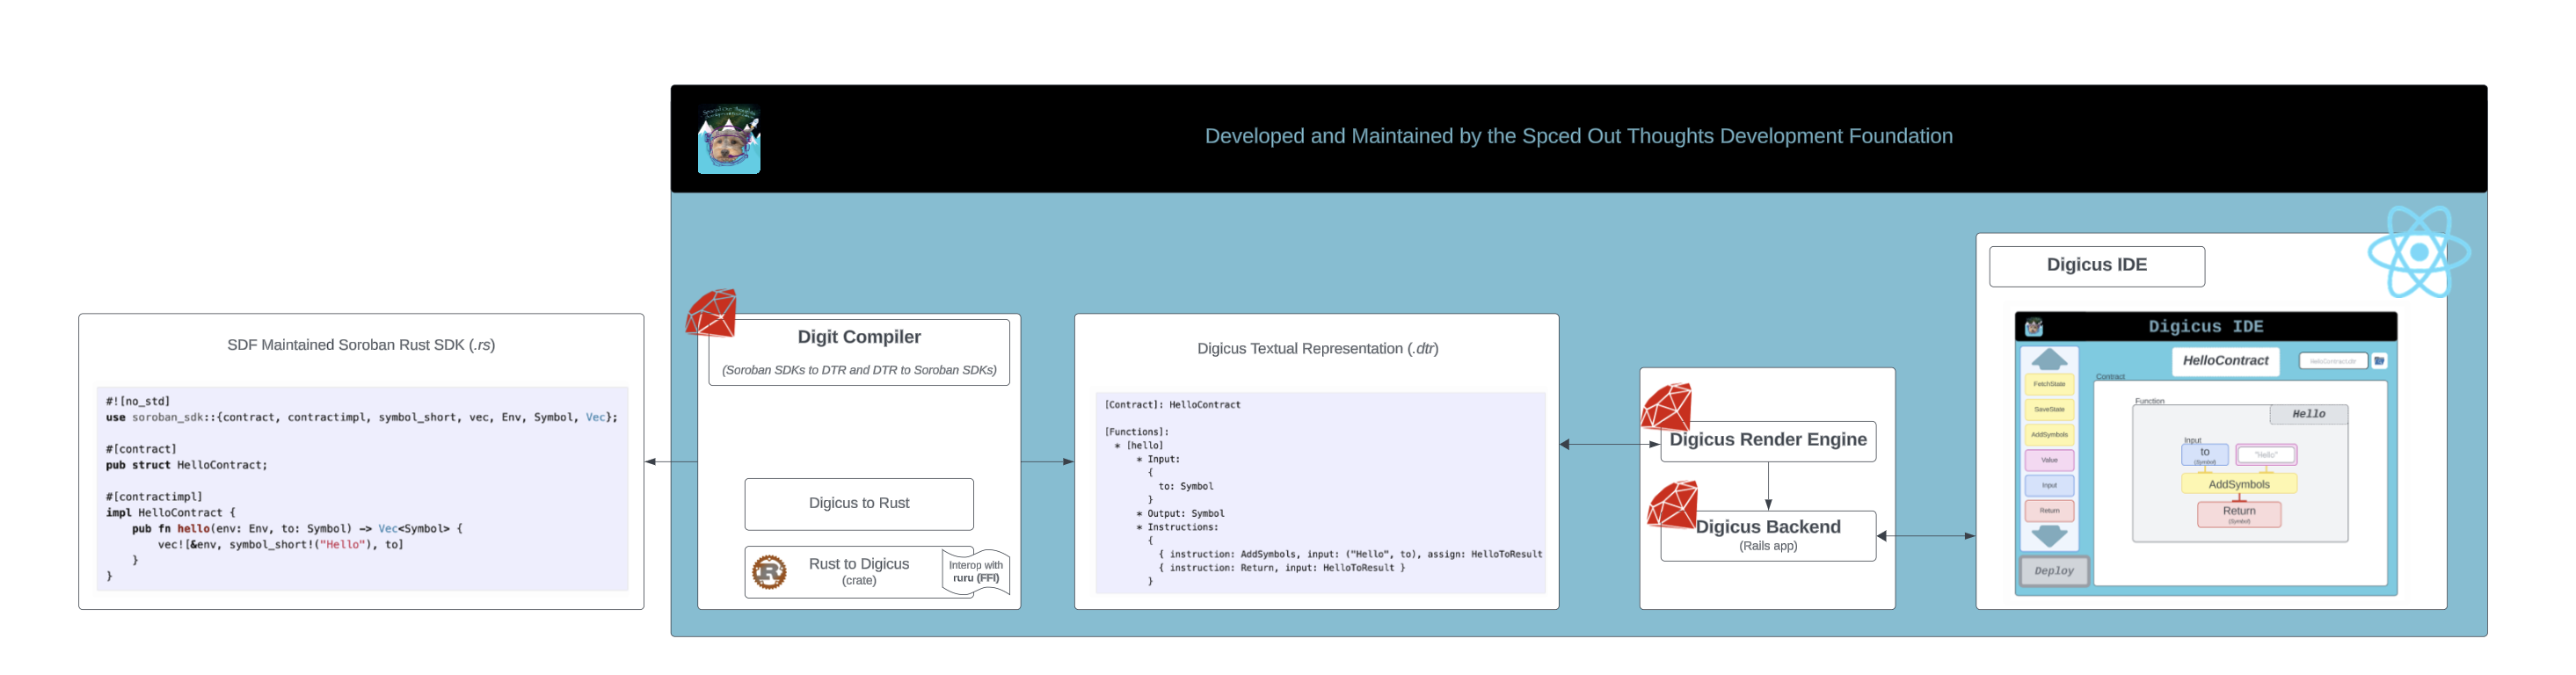 Developed and Maintained by the Spced Out Thoughts Development Foundation
SDF Maintained Soroban Rust SDK (.rs)
#![no_std]
use soroban_sdk::{contract, contractimpl, symbol_short, vec, Env, Symbol, Vec};
#[contract]
pub struct HelloContract;
#[contractimpl]
impl HelloContract {
    pub fn hello(env: Env, to: Symbol) -> Vec<Symbol> {
        vec![&env, symbol_short!("Hello"), to]
    }
}
Digit Compiler
(Soroban SDKs to DTR and DTR to Soroban SDKs)
Digicus to Rust
Rust to Digicus
(crate)
Interop with
ruru (FFI)
Digicus Textual Representation (.dtr)
[Contract]: HelloContract
[Functions]:
* [hello]
* Input:
{
to: Symbol
}
* Output: Symbol
* Instructions:
{
{ instruction: AddSymbols, input: ("Hello", to), assign: HelloToResult
{ instruction: Return, input: HelloToResult }
}
Digicus Render Engine
Digicus Backend
(Rails app)
Digicus IDE
Digicus IDE
HelloContract
HelloContract.dtr
FetchState
SaveState
AddSymbols
Value
Input
Return
Deploy
Contract
Function
Hello
Input
to
(Symbol)
"Hello"
AddSymbols
Return
(Symbol)